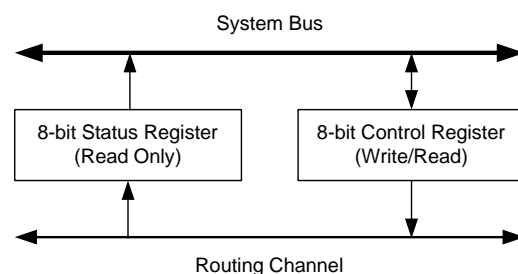 System Bus
8-bit Status Register
(Read Only)
8-bit Control Register
(Write/Read)
Routing Channel